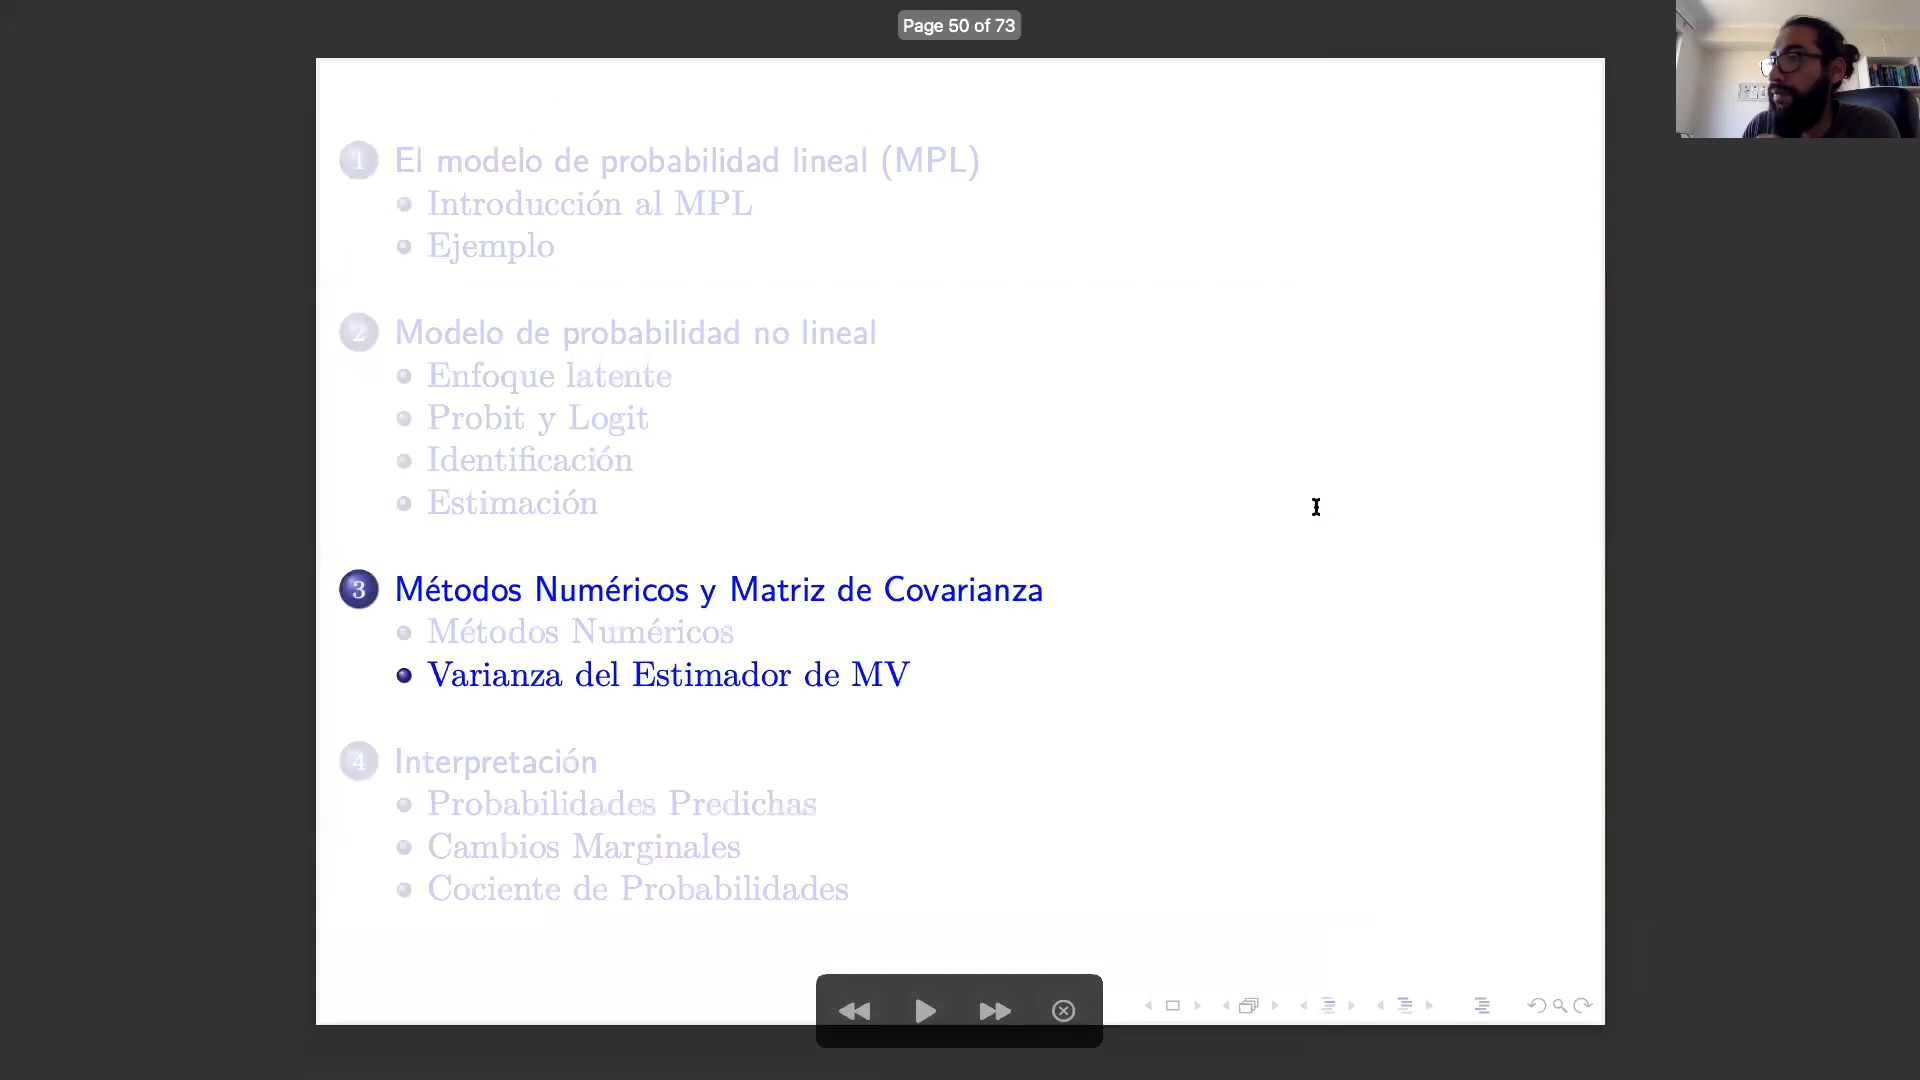 Page 50 of 73
1 El modelo de probabilidad lineal (MPL)
Introducción al MPL
Ejemplo
2 Modelo de probabilidad no lineal
Enfoque latente
Probit y Logit
Identificación
Estimación
3 Métodos Numéricos y Matriz de Covarianza
Métodos Numéricos
Varianza del Estimador de MV
4 Interpretación
Probabilidades Predichas
Cambios Marginales
Cociente de Probabilidades